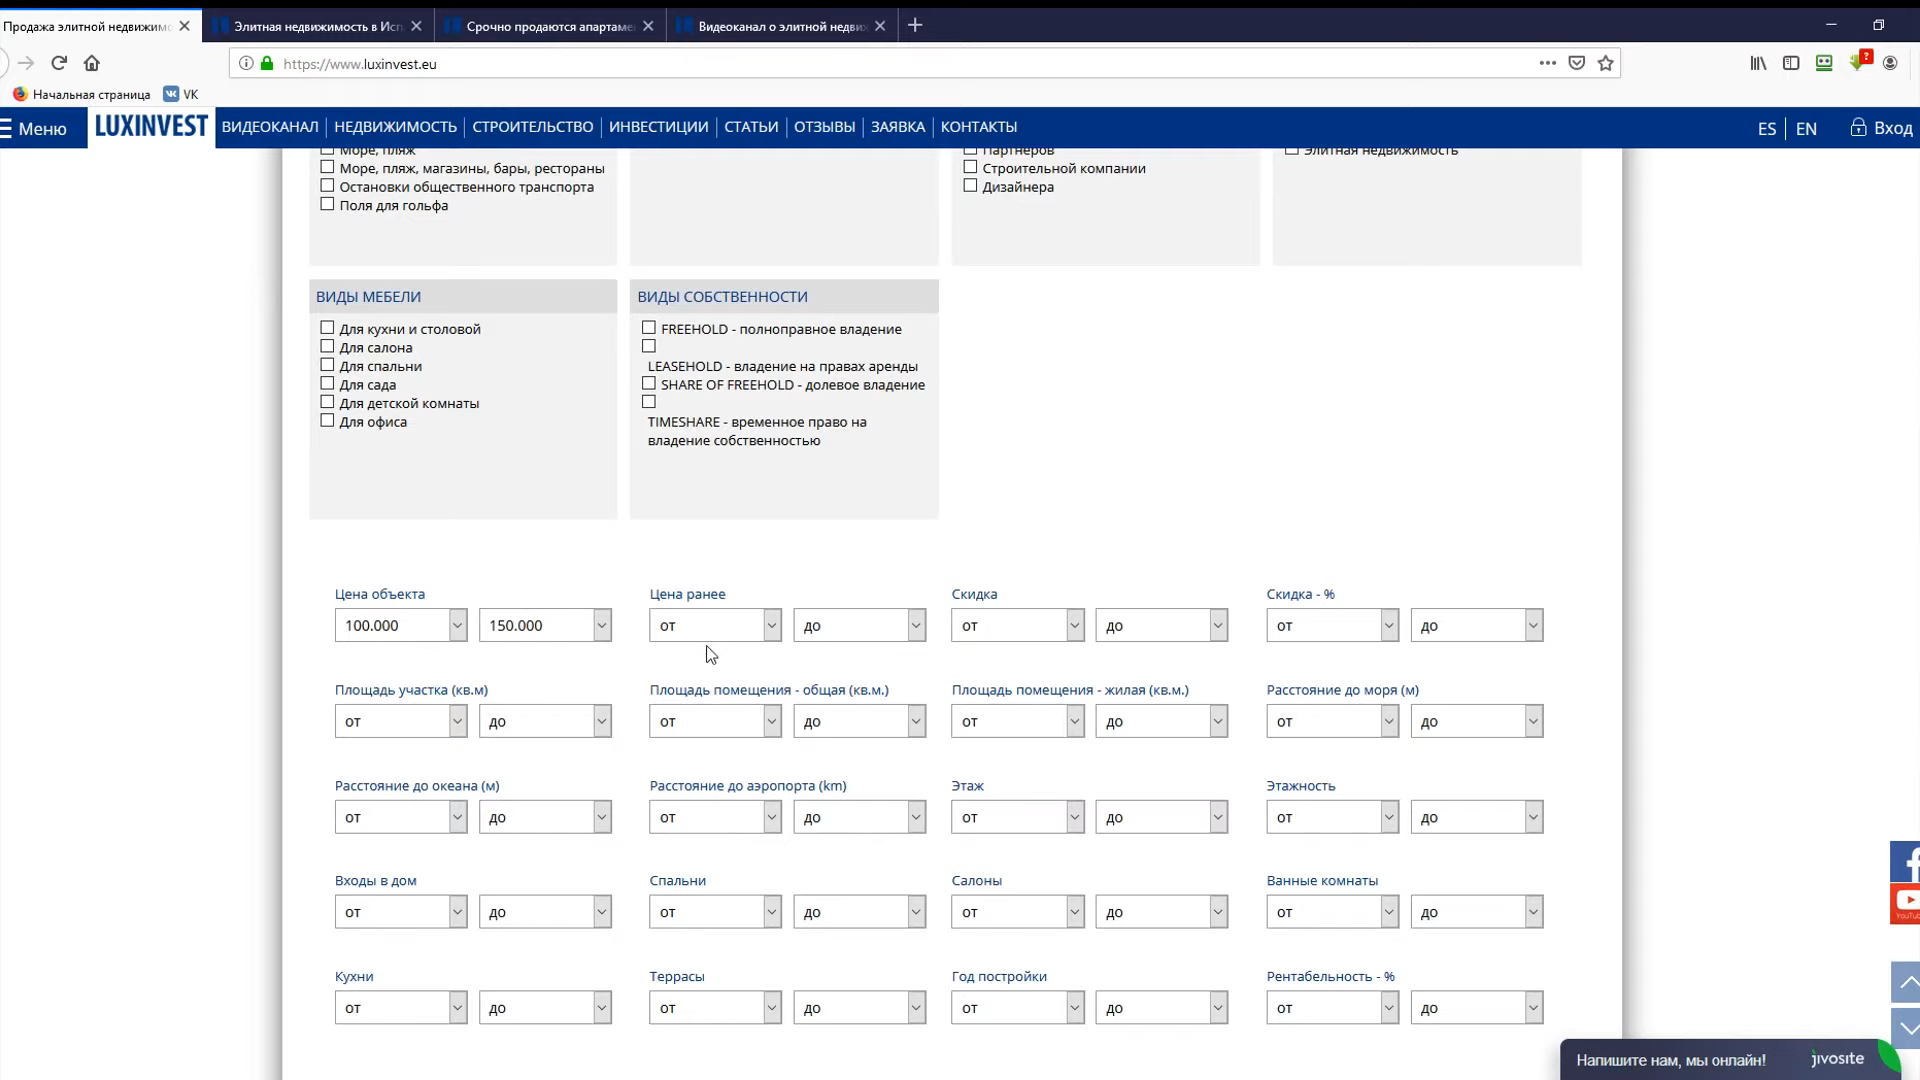 Продажа элитной недвижимо
Элитная недвижимость в Исп
Срочно продаются апартаме
Видеоканал о элитной недви
https://www.luxinvest.eu
Начальная страница
VK
Меню
LUXINVEST
ВИДЕОКАНАЛ
НЕДВИЖИМОСТЬ
СТРОИТЕЛЬСТВО
ИНВЕСТИЦИИ
СТАТЬИ
ОТЗЫВЫ
ЗАЯВКА
КОНТАКТЫ
ES
EN
Вход
Море, пляж
Море, пляж, магазины, бары, рестораны
Остановки общественного транспорта
Поля для гольфа
Партнеров
Строительной компании
Дизайнера
Элитная недвижимость
ВИДЫ МЕБЕЛИ
Для кухни и столовой
Для салона
Для спальни
Для сада
Для детской комнаты
Для офиса
ВИДЫ СОБСТВЕННОСТИ
FREEHOLD - полноправное владение
LEASEHOLD - владение на правах аренды
SHARE OF FREEHOLD - долевое владение
TIMESHARE - временное право на
владение собственностью
Цена объекта
Цена ранее
Скидка
Скидка - %
100.000 150.000 от до от до от до
Площадь участка (кв.м)
Площадь помещения - общая (кв.м.)
Площадь помещения - жилая (кв.м.)
Расстояние до моря (м)
от до от до от до от до
Расстояние до океана (м)
Расстояние до аэропорта (km)
Этаж
Этажность
от до от до от до от до
Входы в дом
Спальни
Салоны
Ванные комнаты
от до от до от до от до
Кухни
Террасы
Год постройки
Рентабельность - %
от до от до от до от до
YouTube
Напишите нам, мы онлайн!
jivosite